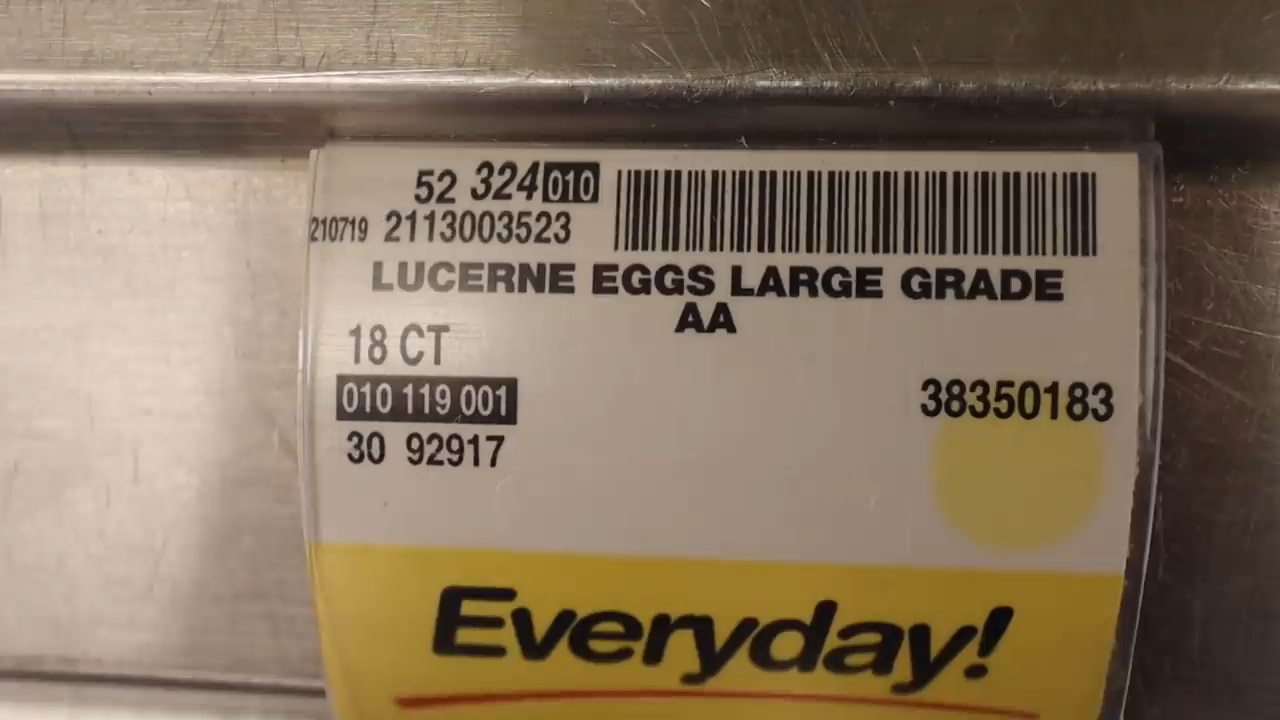 52 324 010
210719 2113003523
LUCERNE EGGS LARGE GRADE
AA
18 CT
010 119 001
38350183
30 92917
Everyday!